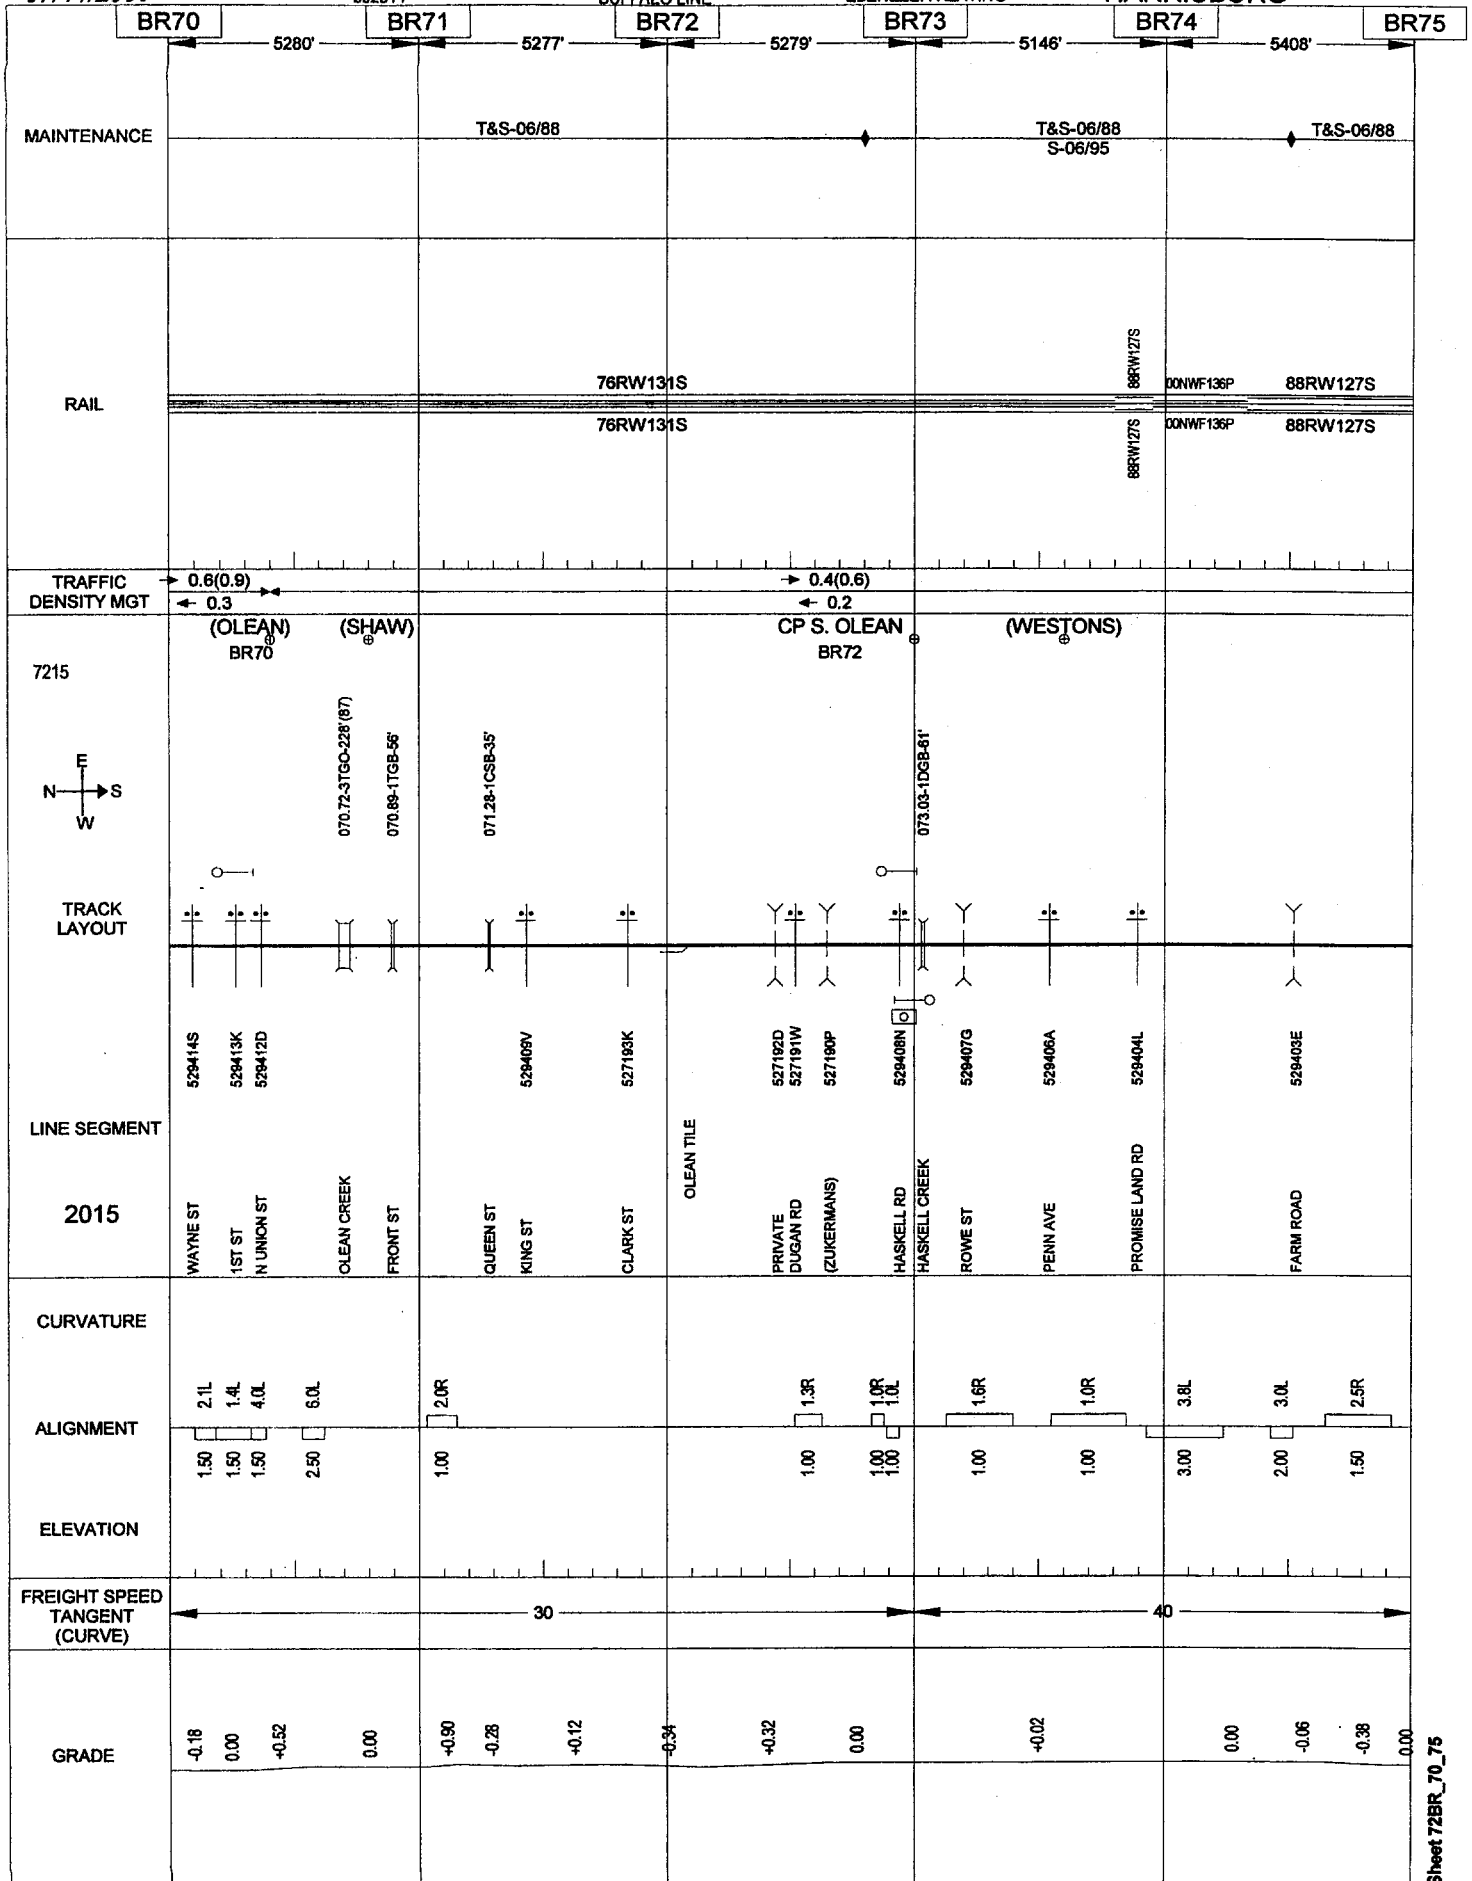 BUFFALO LINE
HARRISBURG
BR70 BR71 BR72 BR73 BR74 BR75
5280' 5277' 5279' 5146' 5408'
MAINTENANCE
T&S-06/88 T&S-06/88 T&S-06/88
S-06/95
RAIL
76RW131S 88RW127S 00NWF136P 88RW127S
76RW131S 88RW127S 00NWF136P 88RW127S
TRAFFIC
DENSITY MGT
0.6(0.9) 0.4(0.6)
0.3 0.2
(OLEAN) (SHAW) CP S. OLEAN (WESTONS)
BR70 BR72
7215
E
N S
W
070.72-3TGO-228'(87)
070.89-1TGB-56'
071.28-1CSB-35'
073.03-1DGB-61'
TRACK
LAYOUT
529414S
529413K
529412D
529409V
527193K
527192D
527191W
527190P
529408N
529407G
529406A
529404L
529403E
LINE SEGMENT
2015
WAYNE ST
1ST ST
N UNION ST
OLEAN CREEK
FRONT ST
QUEEN ST
KING ST
CLARK ST
OLEAN TILE
PRIVATE
DUGAN RD
(ZUKERMANS)
HASKELL RD
HASKELL CREEK
ROWE ST
PENN AVE
PROMISE LAND RD
FARM ROAD
CURVATURE
2.1L 1.4L 4.0L 6.0L 2.0R 1.3R 1.0R 1.0L 1.6R 1.0R 3.8L 3.0L 2.5R
ALIGNMENT
1.50 1.50 1.50 2.50 1.00 1.00 1.00 1.00 1.00 1.00 3.00 2.00 1.50
ELEVATION
FREIGHT SPEED
TANGENT
(CURVE)
30 40
GRADE
-0.18 0.00 +0.52 0.00 +0.90 -0.28 +0.12 -0.34 +0.32 0.00 +0.02 0.00 -0.06 -0.38 0.00
Sheet 72BR_70_75